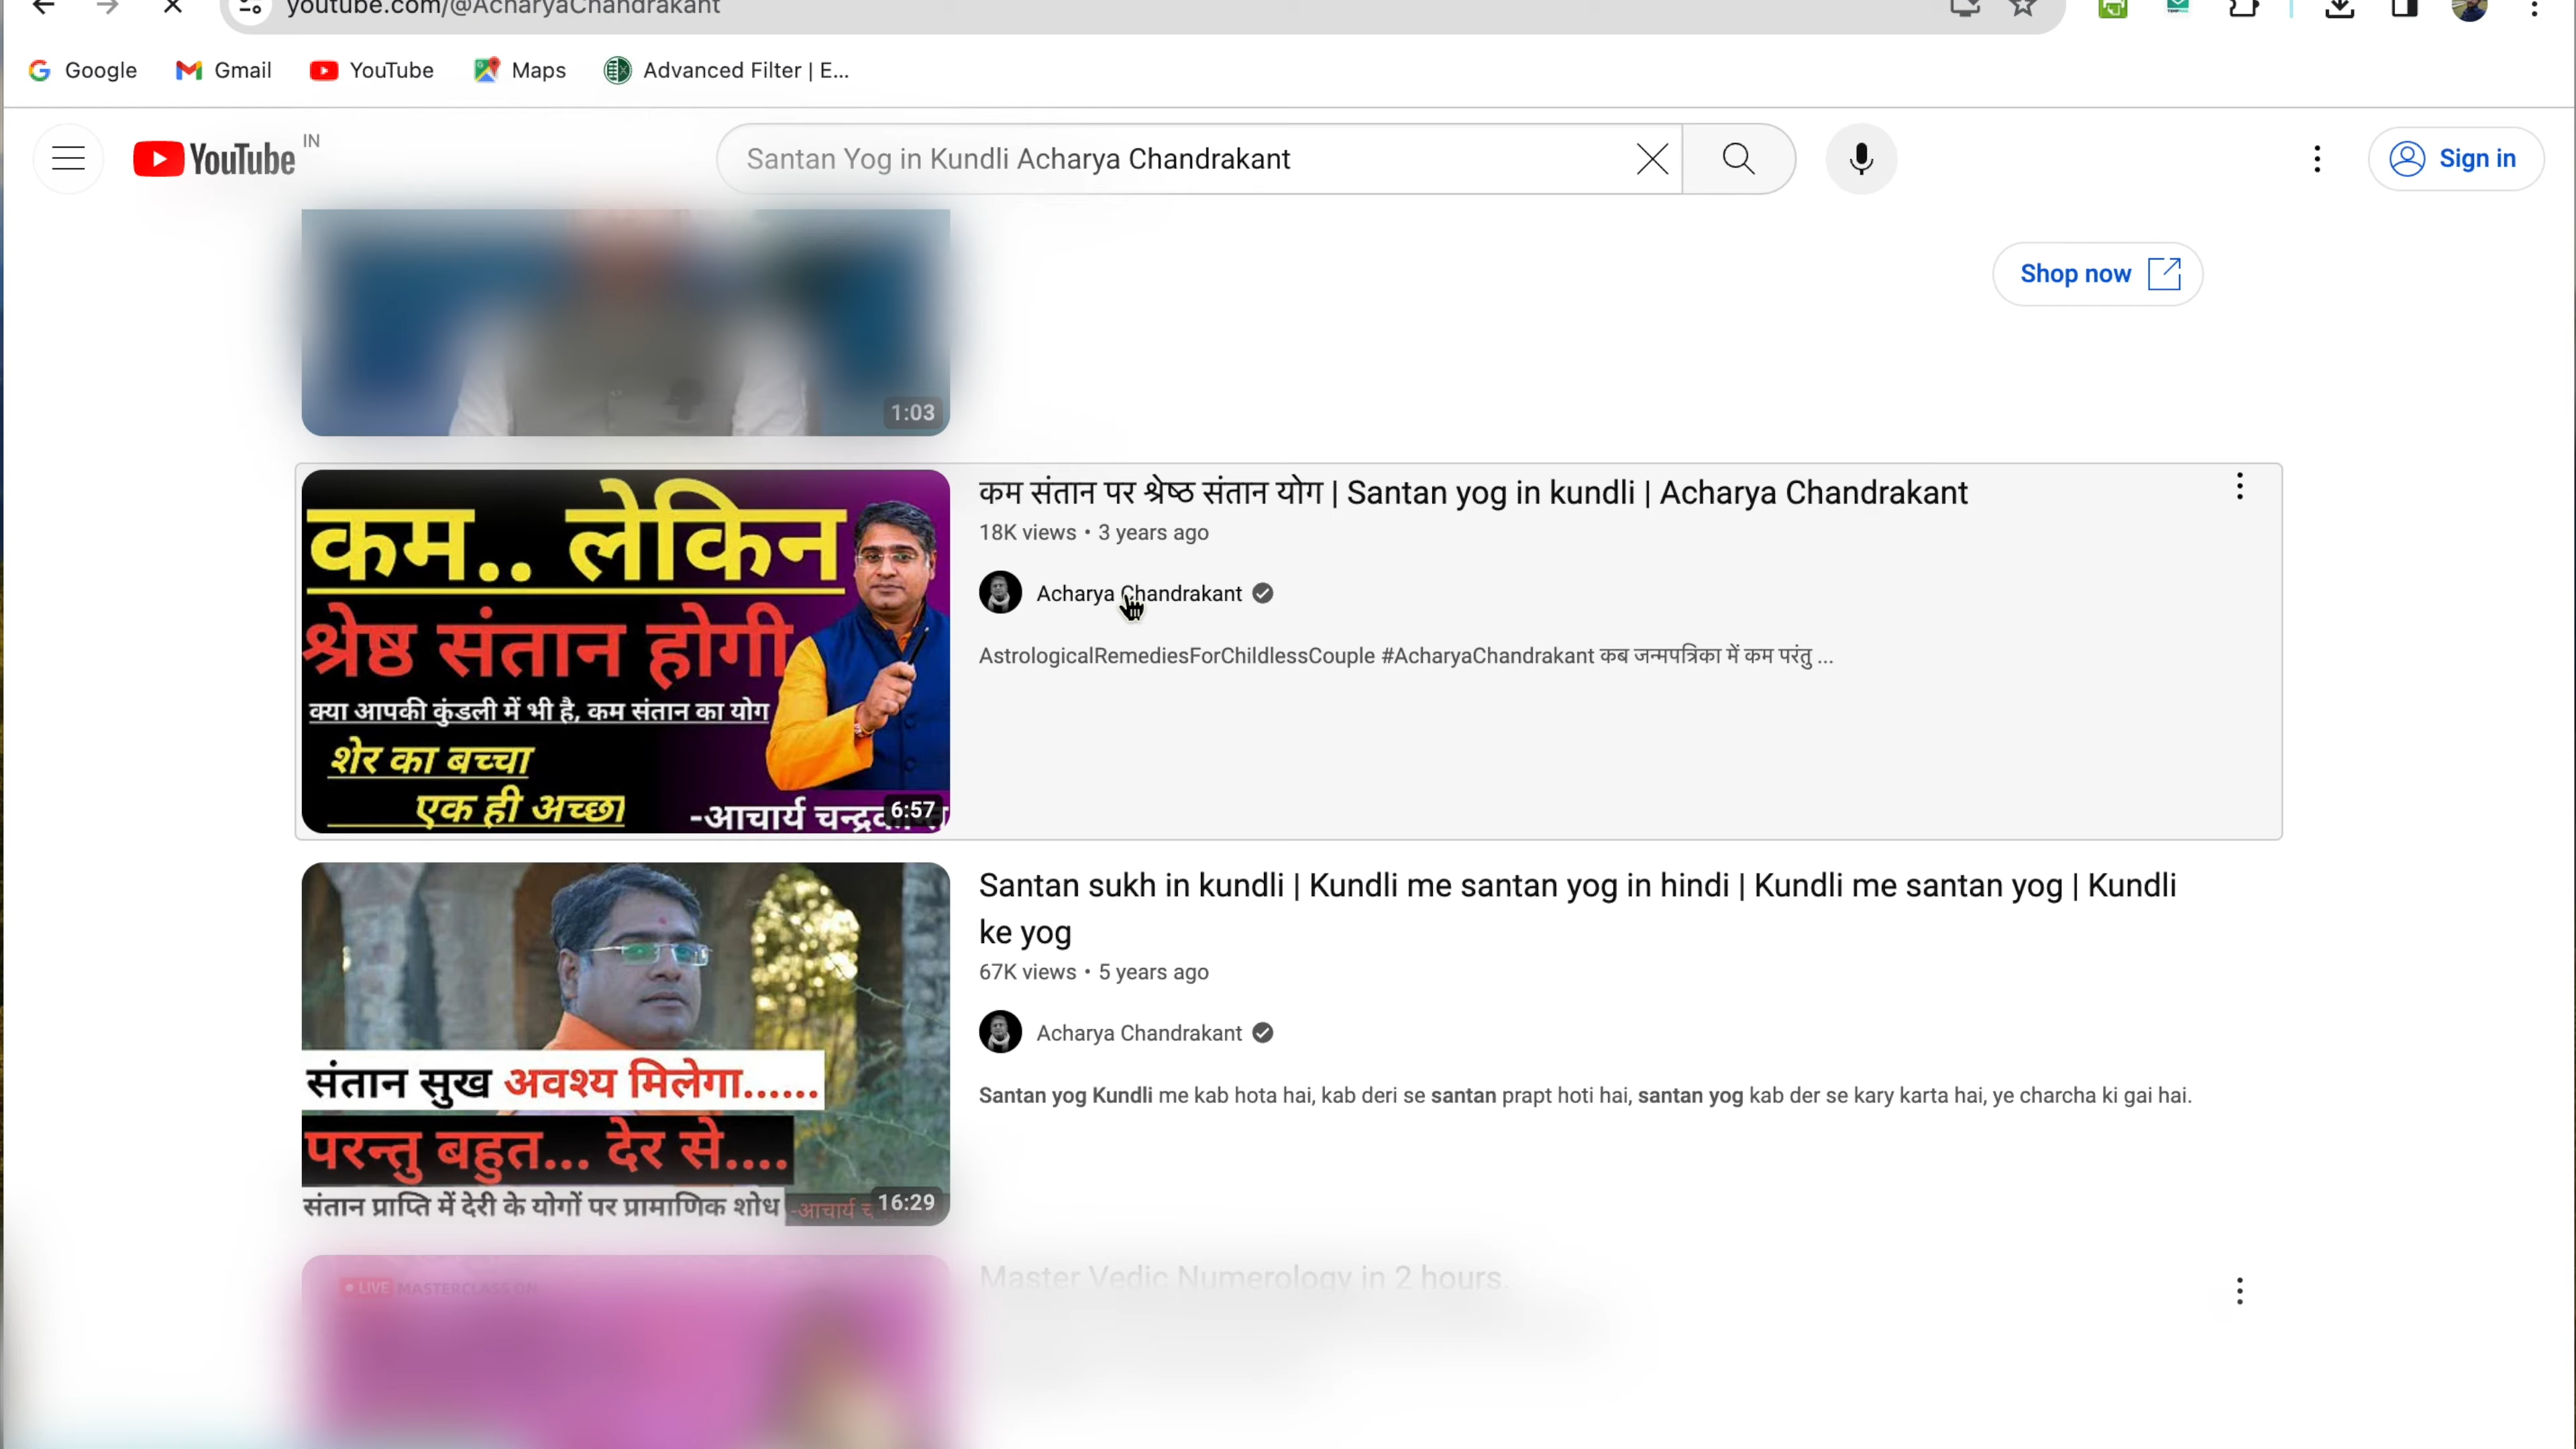 youtube.com/@AcharyaChandrakant
Google
Gmail
YouTube
Maps
Advanced Filter | E...
YouTube IN
Santan Yog in Kundli Acharya Chandrakant
Sign in
Shop now
1:03
कम.. लेकिन
श्रेष्ठ संतान होगी
क्या आपकी कुंडली में भी है, कम संतान का योग
शेर का बच्चा
एक ही अच्छा
-आचार्य
6:57
कम संतान पर श्रेष्ठ संतान योग | Santan yog in kundli | Acharya Chandrakant
18K views • 3 years ago
Acharya Chandrakant
AstrologicalRemediesForChildlessCouple #AcharyaChandrakant कब जन्मपत्रिका में कम परंतु ...
संतान सुख अवश्य मिलेगा......
परन्तु बहुत... देर से....
संतान प्राप्ति में देरी के योगों पर प्रामाणिक शोध
-आचार्य
16:29
Santan sukh in kundli | Kundli me santan yog in hindi | Kundli me santan yog | Kundli
ke yog
67K views • 5 years ago
Acharya Chandrakant
Santan yog Kundli me kab hota hai, kab deri se santan prapt hoti hai, santan yog kab der se kary karta hai, ye charcha ki gai hai.
LIVE MASTERCLASS ON
Master Vedic Numerology in 2 hours.